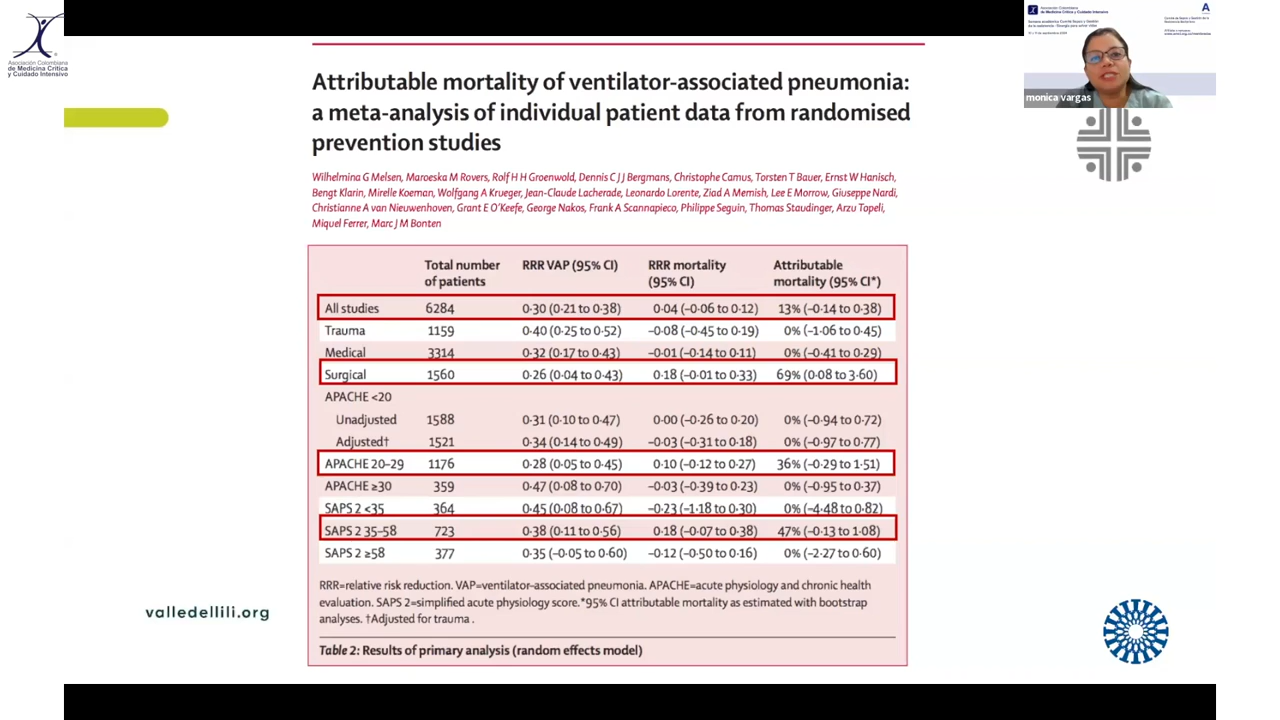 Asociación Colombiana
de Medicina Crítica
y Cuidado Intensivo
Asociación Colombiana
de Medicina Crítica y Cuidado Intensivo
A
monica vargas
Attributable mortality of ventilator-associated pneumonia:
a meta-analysis of individual patient data from randomised
prevention studies
Wilhelmina G Melsen, Maroeska M Rovers, Rolf H H Groenwold, Dennis C J J Bergmans, Christophe Camus, Torsten T Bauer, Ernst W Hanisch,
Bengt Klarin, Mirelle Koeman, Wolfgang A Krueger, Jean-Claude Lacherade, Leonardo Lorente, Ziad A Memish, Lee E Morrow, Giuseppe Nardi,
Christianne A van Nieuwenhoven, Grant E O'Keefe, George Nakos, Frank A Scannapieco, Philippe Seguin, Thomas Staudinger, Arzu Topeli,
Miquel Ferrer, Marc J M Bonten
Total number RRR VAP (95% CI) RRR mortality Attributable
of patients (95% CI) mortality (95% CI*)
All studies 6284 0·30 (0·21 to 0·38) 0·04 (–0·06 to 0·12) 13% (–0·14 to 0·38)
Trauma 1159 0·40 (0·25 to 0·52) –0·08 (–0·45 to 0·19) 0% (–1·06 to 0·45)
Medical 3314 0·32 (0·17 to 0·43) –0·01 (–0·14 to 0·11) 0% (–0·41 to 0·29)
Surgical 1560 0·26 (0·04 to 0·43) 0·18 (–0·01 to 0·33) 69% (0·08 to 3·60)
APACHE <20
Unadjusted 1588 0·31 (0·10 to 0·47) 0·00 (–0·26 to 0·20) 0% (–0·94 to 0·72)
Adjusted† 1521 0·34 (0·14 to 0·49) –0·03 (–0·31 to 0·18) 0% (–0·97 to 0·77)
APACHE 20–29 1176 0·28 (0·05 to 0·45) 0·10 (–0·12 to 0·27) 36% (–0·29 to 1·51)
APACHE ≥30 359 0·47 (0·08 to 0·70) –0·03 (–0·39 to 0·23) 0% (–0·95 to 0·37)
SAPS 2 <35 364 0·45 (0·08 to 0·67) –0·23 (–1·18 to 0·30) 0% (–4·48 to 0·82)
SAPS 2 35–58 723 0·38 (0·11 to 0·56) 0·18 (–0·07 to 0·38) 47% (–0·13 to 1·08)
SAPS 2 ≥58 377 0·35 (–0·05 to 0·60) –0·12 (–0·50 to 0·16) 0% (–2·27 to 0·60)
RRR=relative risk reduction. VAP=ventilator-associated pneumonia. APACHE=acute physiology and chronic health
evaluation. SAPS 2=simplified acute physiology score.*95% CI attributable mortality as estimated with bootstrap
analyses. †Adjusted for trauma .
Table 2: Results of primary analysis (random effects model)
valledellili.org